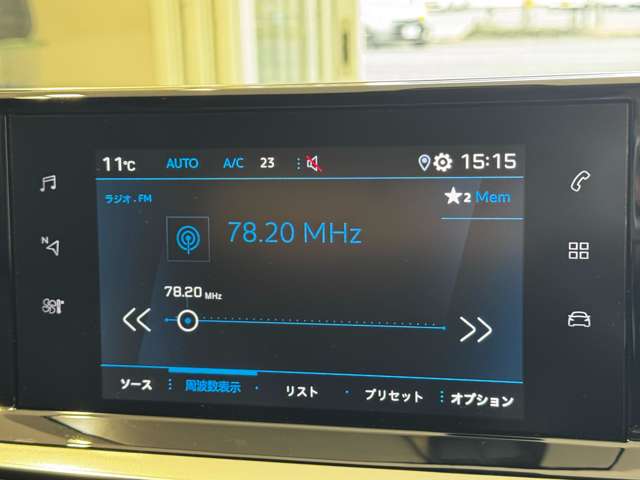 11°C AUTO A/C 23 15:15
ラジオ.FM
2 Mem
78.20 MHz
78.20 MHz
N
ソース 周波数表示 リスト プリセット オプション